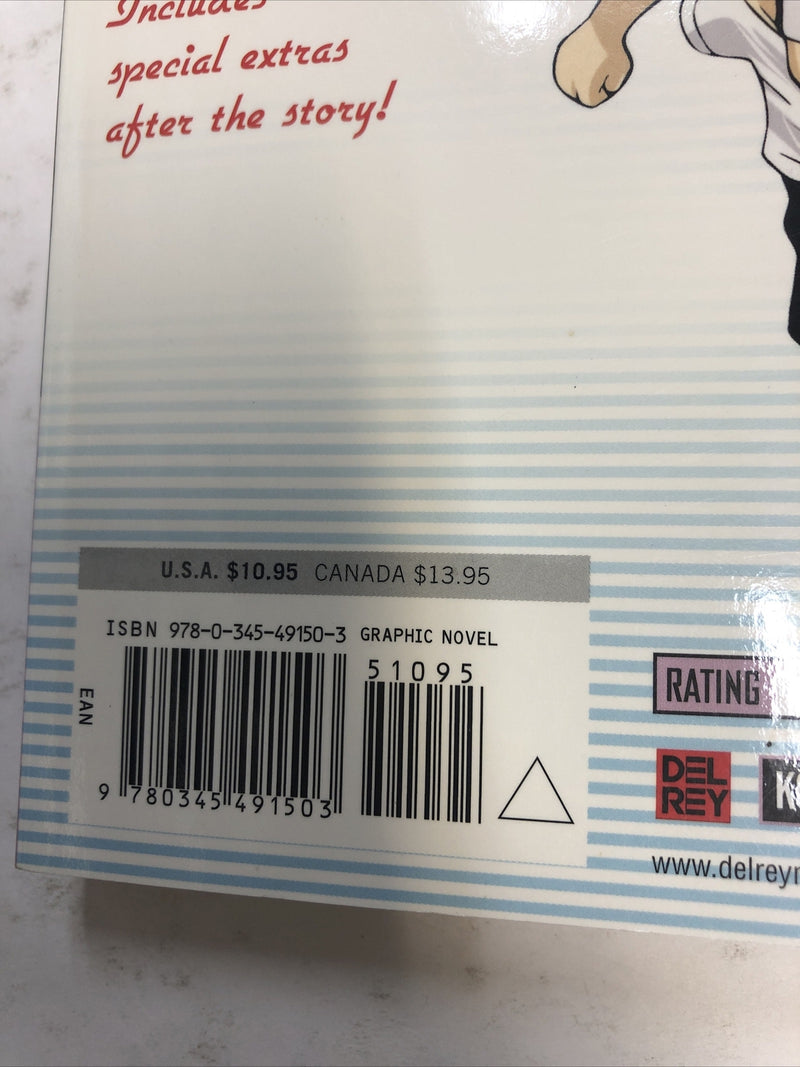 Includes
special extras
after the story!
U.S.A. $10.95 CANADA $13.95
ISBN 978-0-345-49150-3 GRAPHIC NOVEL
51095
EAN
9 780345 491503
RATING
DEL
REY
K
www.delrey